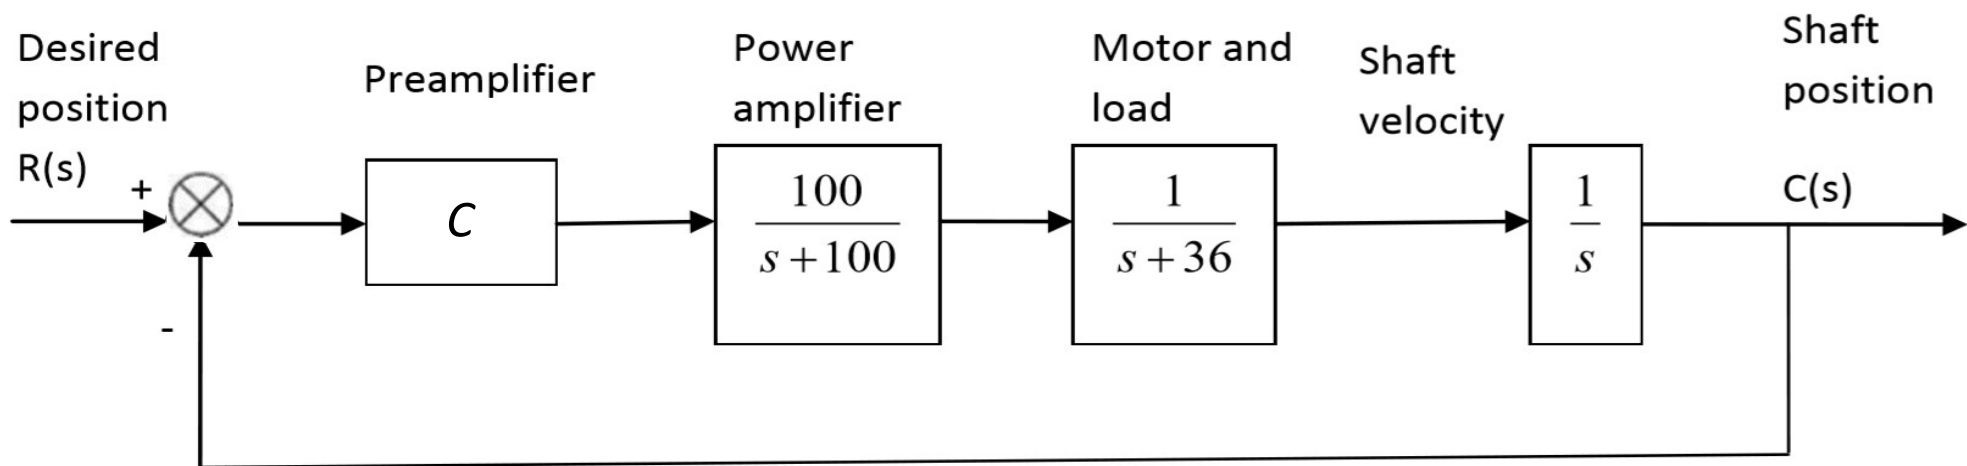 Desired
position
R(s)
+
-
Preamplifier
C
Power
amplifier
100
s+100
Motor and
load
1
s+36
Shaft
velocity
1
s
Shaft
position
C(s)